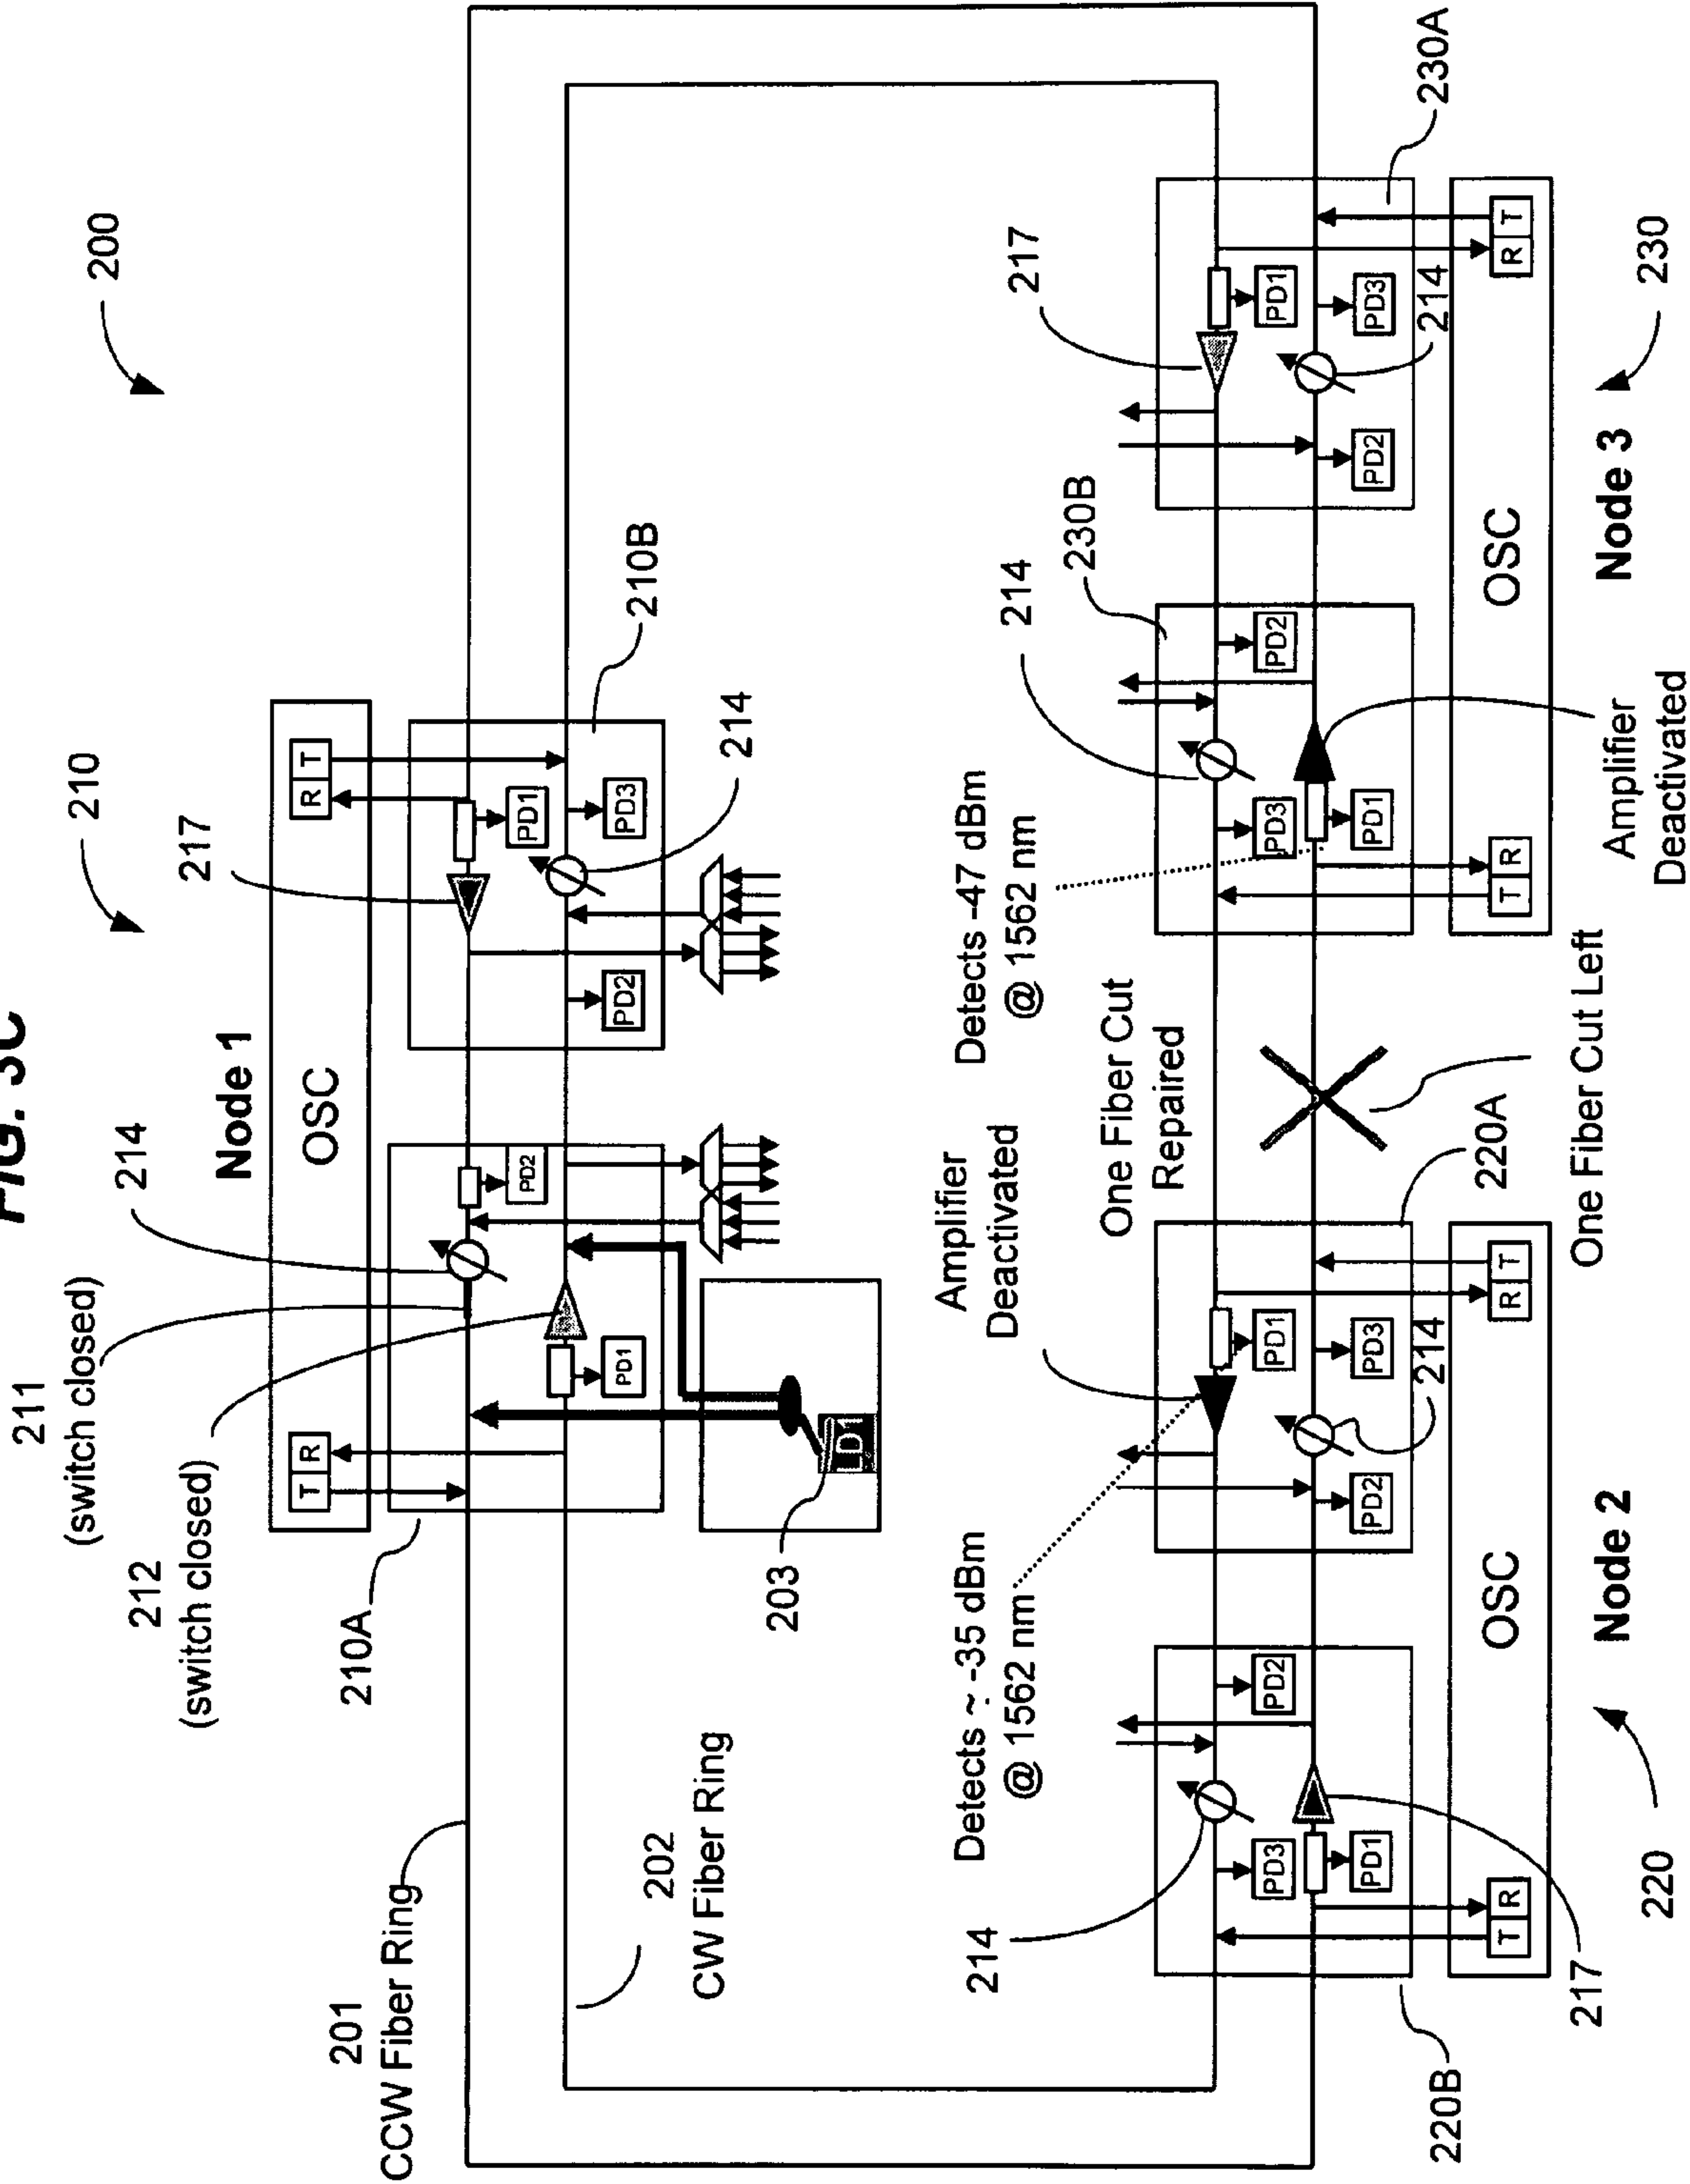 FIG. 3C
200
210
Node 1
OSC
T R
R T
211
(switch closed)
212
(switch closed)
214
217
210A
PD2
PD1
PD1
PD3
PD2
210B
214
203
LD1
201
CCW Fiber Ring
202
CW Fiber Ring
Detects ~ -35 dBm
@ 1562 nm
Amplifier
Deactivated
One Fiber Cut
Repaired
Detects -47 dBm
@ 1562 nm
214
230B
217
214
PD3
PD2
PD1
PD1
PD2
PD3
214
PD3
PD2
PD1
PD1
PD2
PD3
214
230A
220B
217
T R
OSC
R T
220A
One Fiber Cut Left
Amplifier
Deactivated
T R
OSC
R T
220
Node 2
Node 3
230